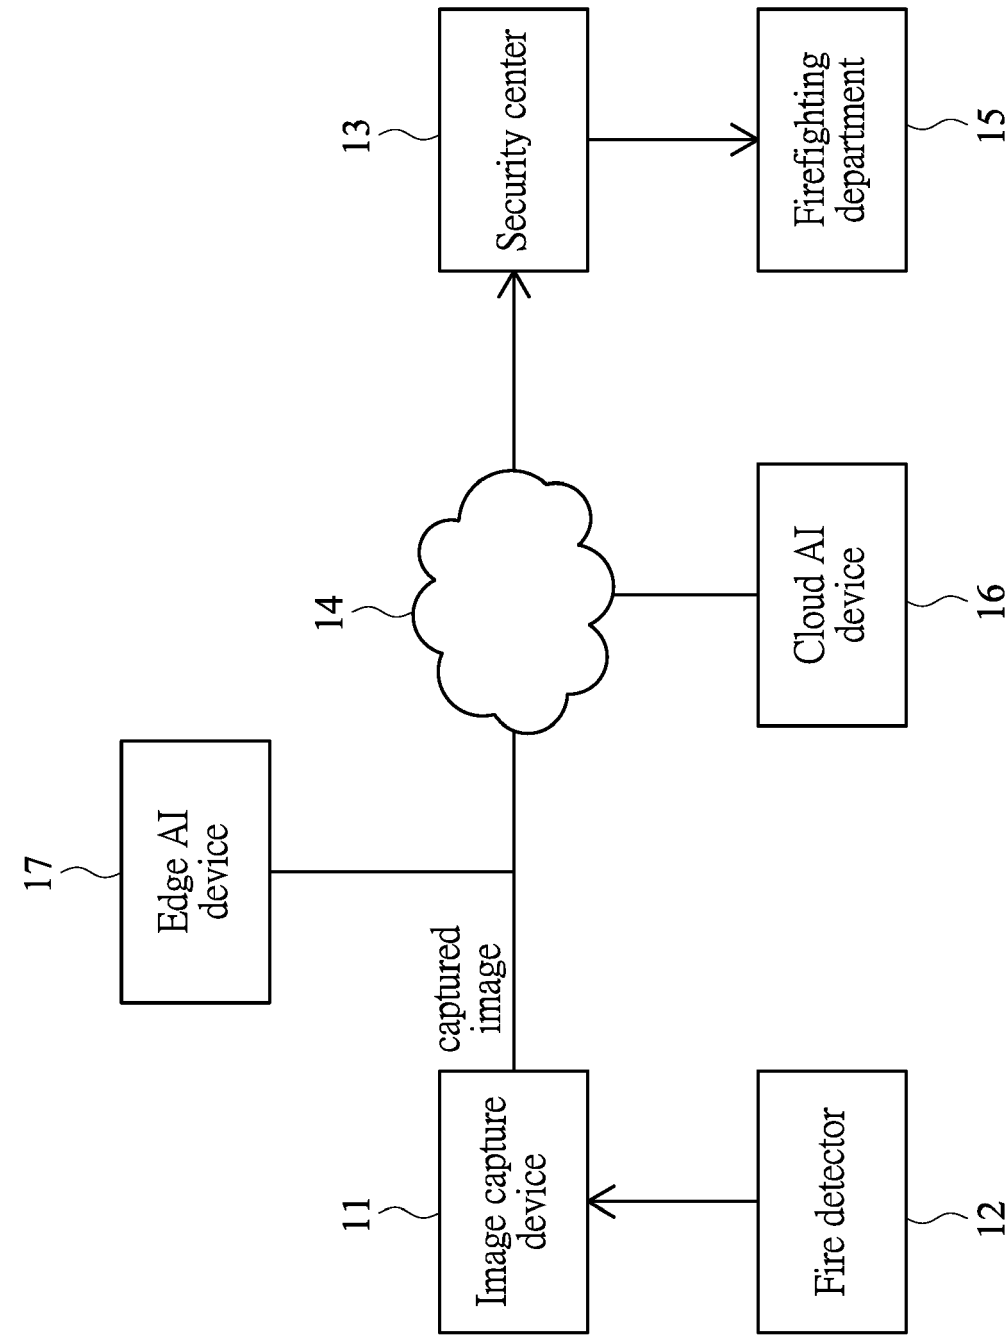 17
Edge AI
device
11
Image capture
device
captured
image
14
13
Security center
Fire detector
12
Cloud AI
device
16
Firefighting
department
15